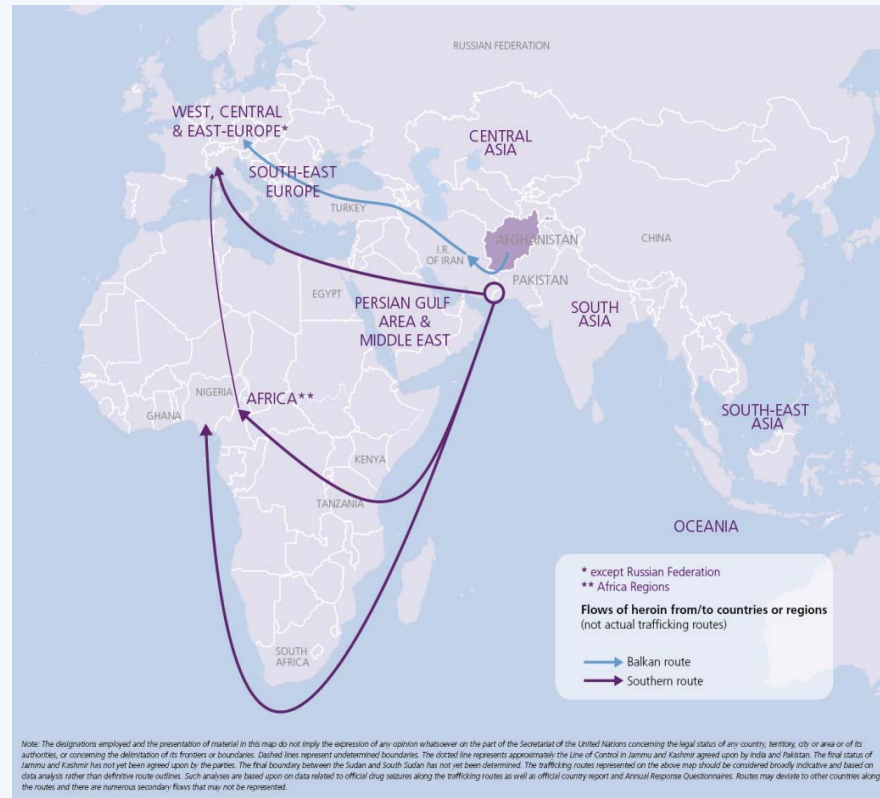 RUSSIAN FEDERATION
WEST, CENTRAL
& EAST-EUROPE*
CENTRAL
ASIA
SOUTH-EAST
EUROPE
TURKEY
AFGHANISTAN
CHINA
I.R.
OF IRAN
PAKISTAN
EGYPT
PERSIAN GULF
AREA &
MIDDLE EAST
SOUTH
ASIA
NIGERIA
AFRICA**
GHANA
SOUTH-EAST
ASIA
KENYA
TANZANIA
OCEANIA
SOUTH
AFRICA
* except Russian Federation
** Africa Regions
Flows of heroin from/to countries or regions
(not actual trafficking routes)
Balkan route
Southern route
Note: The designations employed and the presentation of material in this map do not imply the expression of any opinion whatsoever on the part of the Secretariat of the United Nations concerning the legal status of any country, territory, city or area or of its
authorities, or concerning the delimitation of its frontiers or boundaries. Dashed lines represent undetermined boundaries. The dotted line represents approximately the Line of Control in Jammu and Kashmir agreed upon by India and Pakistan. The final status of
Jammu and Kashmir has not yet been agreed upon by the parties. The final boundary between the Sudan and South Sudan has not yet been determined. The trafficking routes represented on the above map should be considered broadly indicative and based on
data analysis rather than definitive route outlines. Such analyses are based upon on data related to official drug seizures along the trafficking routes as well as official country report and Annual Response Questionnaires. Routes may deviate to other countries along
the routes and there are numerous secondary flows that may not be represented.